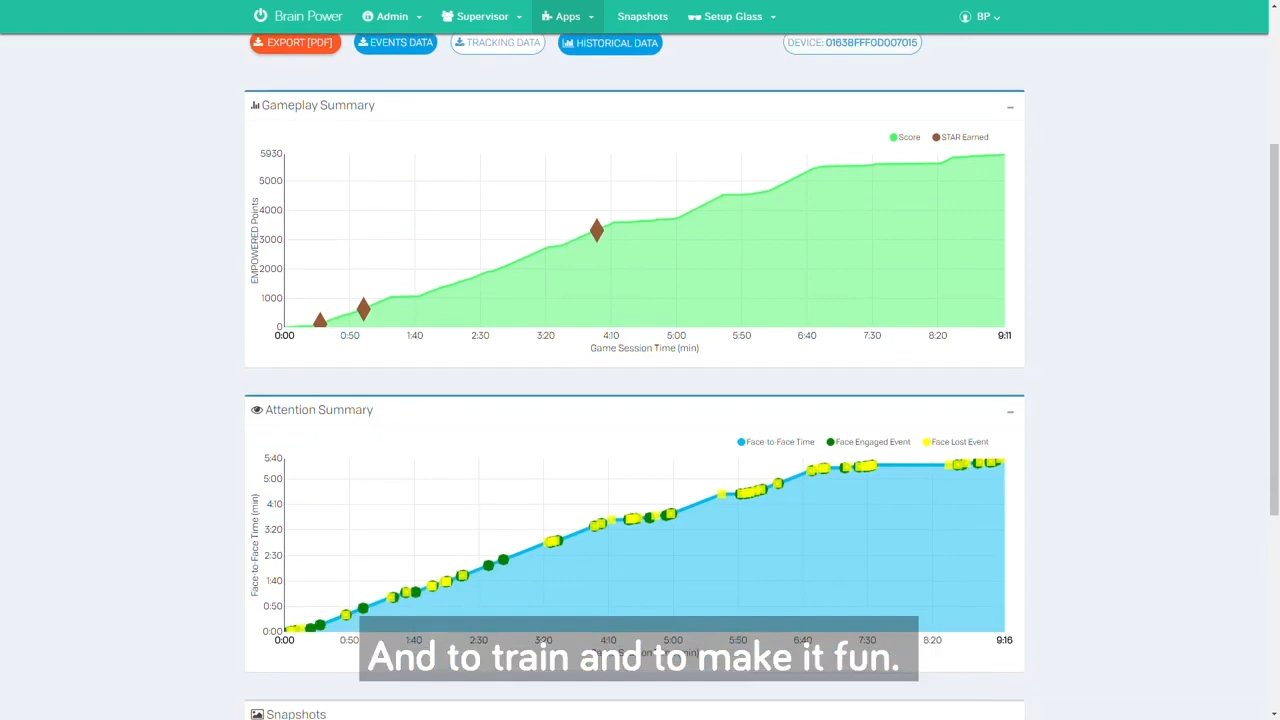 Brain Power Admin Supervisor Apps Snapshots Setup Glass BP
EXPORT [PDF] EVENTS DATA TRACKING DATA HISTORICAL DATA DEVICE: 01638FFF0D007015
Gameplay Summary
Score STAR Earned
5930
5000
4000
3000
2000
1000
0
EMPOWERED Points
0:00 0:50 1:40 2:30 3:20 4:10 5:00 5:50 6:40 7:30 8:20 9:11
Game Session Time (min)
Attention Summary
Face-to-Face Time Face Engaged Event Face Lost Event
5:40
5:00
4:10
3:20
2:30
1:40
0:50
0:00
Face-to-Face Time (min)
0:00 0:50 1:40 2:30 3:20 4:10 5:00 5:50 6:40 7:30 8:20 9:16
And to train and to make it fun.
Snapshots